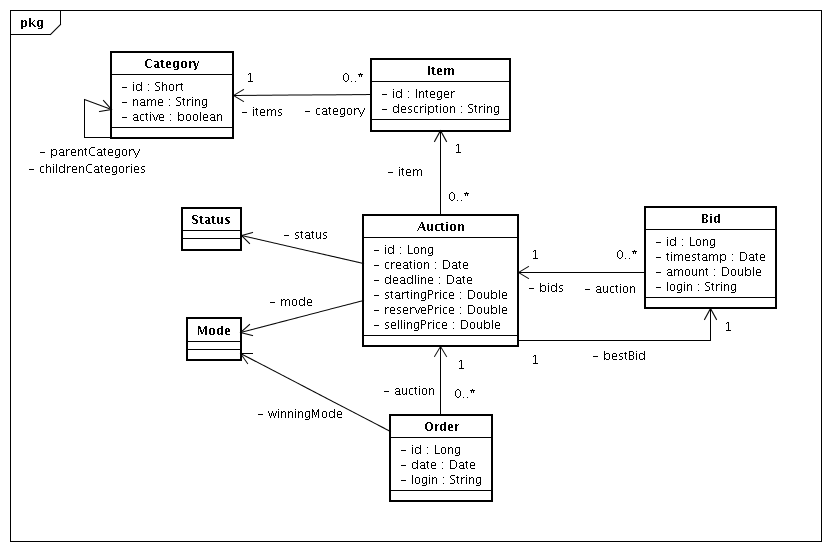 pkg
Category
- id : Short
- name : String
- active : boolean
- parentCategory
- childrenCategories
1
0..*
- items
- category
Item
- id : Integer
- description : String
1
- item
0..*
Status
- status
Auction
- id : Long
- creation : Date
- deadline : Date
- startingPrice : Double
- reservePrice : Double
- sellingPrice : Double
Bid
- id : Long
- timestamp : Date
- amount : Double
- login : String
1
0..*
- bids
- auction
- mode
Mode
1
1
- bestBid
1
- auction
0..*
- winningMode
Order
- id : Long
- date : Date
- login : String